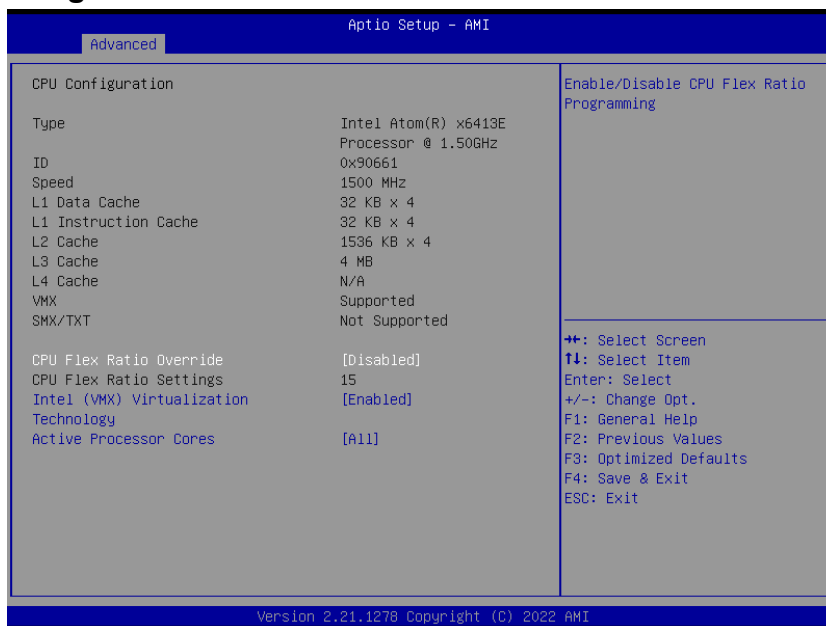 Aptio Setup – AMI
Advanced
CPU Configuration
Type Intel Atom(R) x6413E
Processor @ 1.50GHz
ID 0x90661
Speed 1500 MHz
L1 Data Cache 32 KB x 4
L1 Instruction Cache 32 KB x 4
L2 Cache 1536 KB x 4
L3 Cache 4 MB
L4 Cache N/A
VMX Supported
SMX/TXT Not Supported
CPU Flex Ratio Override [Disabled]
CPU Flex Ratio Settings 15
Intel (VMX) Virtualization [Enabled]
Technology
Active Processor Cores [All]
Enable/Disable CPU Flex Ratio
Programming
→←: Select Screen
↑↓: Select Item
Enter: Select
+/-: Change Opt.
F1: General Help
F2: Previous Values
F3: Optimized Defaults
F4: Save & Exit
ESC: Exit
Version 2.21.1278 Copyright (C) 2022 AMI